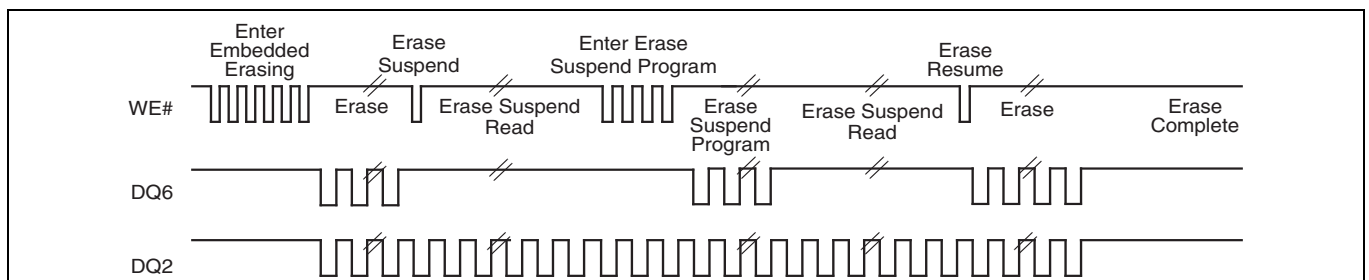 Enter
Embedded
Erasing
Erase
Suspend
Enter Erase
Suspend Program
Erase
Resume
WE#
Erase
Erase Suspend
Read
Erase
Suspend
Program
Erase Suspend
Read
Erase
Erase
Complete
DQ6
DQ2